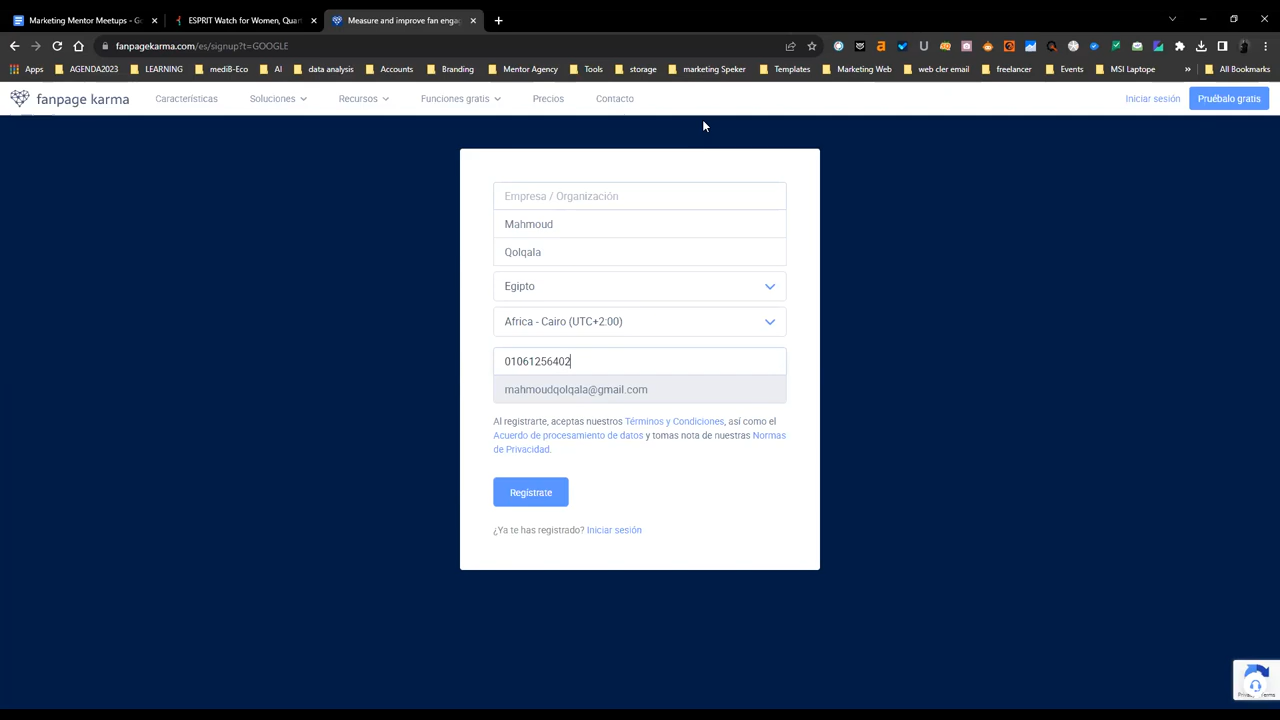 Marketing Mentor Meetups - G
ESPRIT Watch for Women, Quart
Measure and improve fan enga
fanpagekarma.com/es/signup?t=GOOGLE
Apps
AGENDA2023
LEARNING
mediB-Eco
AI
data analysis
Accounts
Branding
Mentor Agency
Tools
storage
marketing Speker
Templates
Marketing Web
web cler email
freelancer
Events
MSI Laptope
»
All Bookmarks
fanpage karma
Características
Soluciones
Recursos
Funciones gratis
Precios
Contacto
Iniciar sesión
Pruébalo gratis
Empresa / Organización
Mahmoud
Qolqala
Egipto
Africa - Cairo (UTC+2:00)
01061256402
mahmoudqolqala@gmail.com
Al registrarte, aceptas nuestros Términos y Condiciones, así como el
Acuerdo de procesamiento de datos y tomas nota de nuestras Normas
de Privacidad.
Regístrate
¿Ya te has registrado? Iniciar sesión